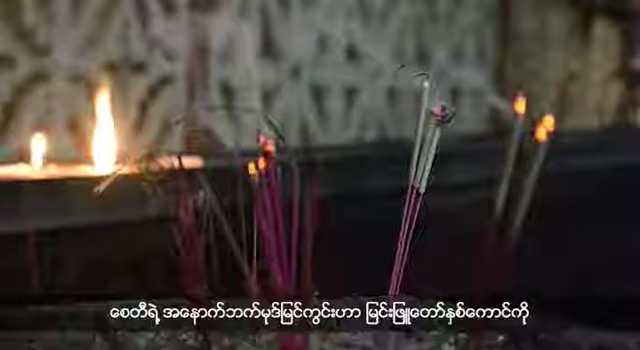 စေတီရဲ့ အနောက်ဘက်မုဒ်မြင်ကွင်းဟာ မြင်းဖြူတော်နှစ်ကောင်ကို